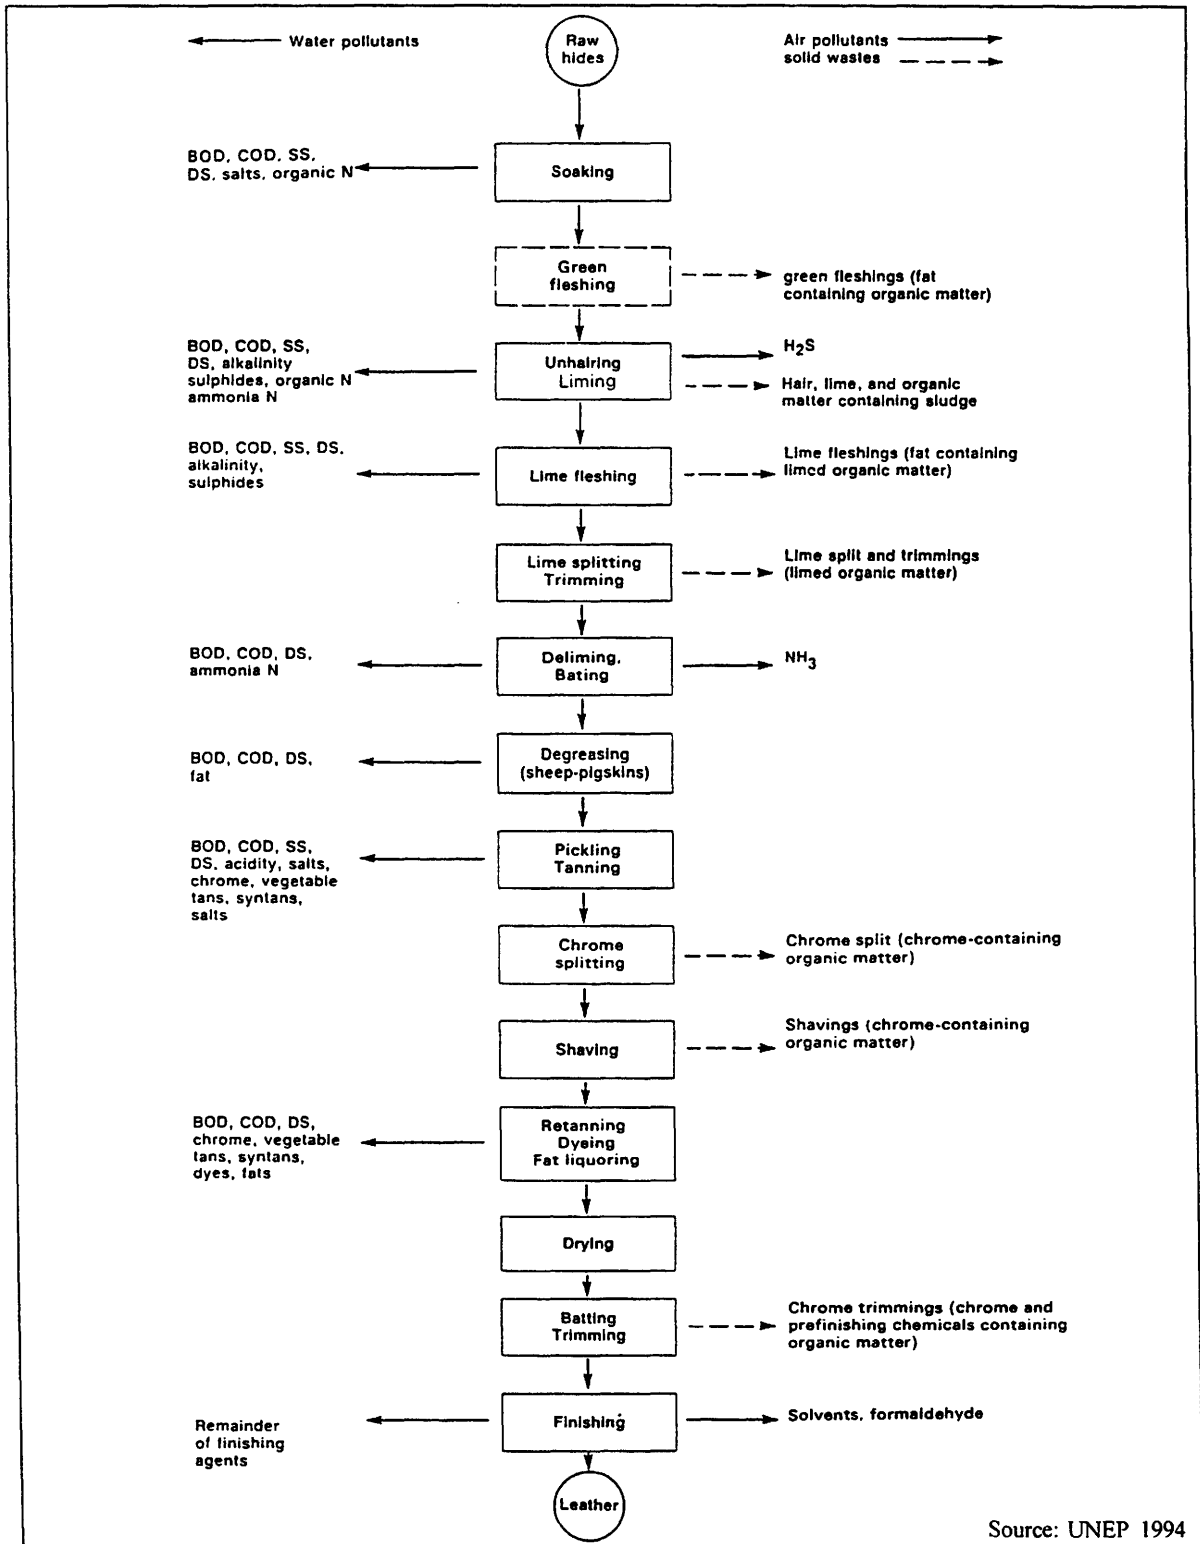 Water pollutants
Raw
hides
Air pollutants
solid wastes
BOD, COD, SS,
DS, salts, organic N
Soaking
Green
fleshing
green fleshings (fat
containing organic matter)
BOD, COD, SS,
DS, alkalinity
sulphides, organic N
ammonia N
Unhairing
Liming
H₂S
Hair, lime, and organic
matter containing sludge
BOD, COD, SS, DS,
alkalinity,
sulphides
Lime fleshing
Lime fleshings (fat containing
limed organic matter)
Lime splitting
Trimming
Lime split and trimmings
(limed organic matter)
BOD, COD, DS,
ammonia N
Deliming,
Bating
NH₃
BOD, COD, DS,
fat
Degreasing
(sheep-pigskins)
BOD, COD, SS,
DS, acidity, salts,
chrome, vegetable
tans, syntans,
salts
Pickling
Tanning
Chrome
splitting
Chrome split (chrome-containing
organic matter)
Shaving
Shavings (chrome-containing
organic matter)
BOD, COD, DS,
chrome, vegetable
tans, syntans,
dyes, fats
Retanning
Dyeing
Fat liquoring
Drying
Batting
Trimming
Chrome trimmings (chrome and
prefinishing chemicals containing
organic matter)
Remainder
of finishing
agents
Finishing
Solvents, formaldehyde
Leather
Source: UNEP 1994